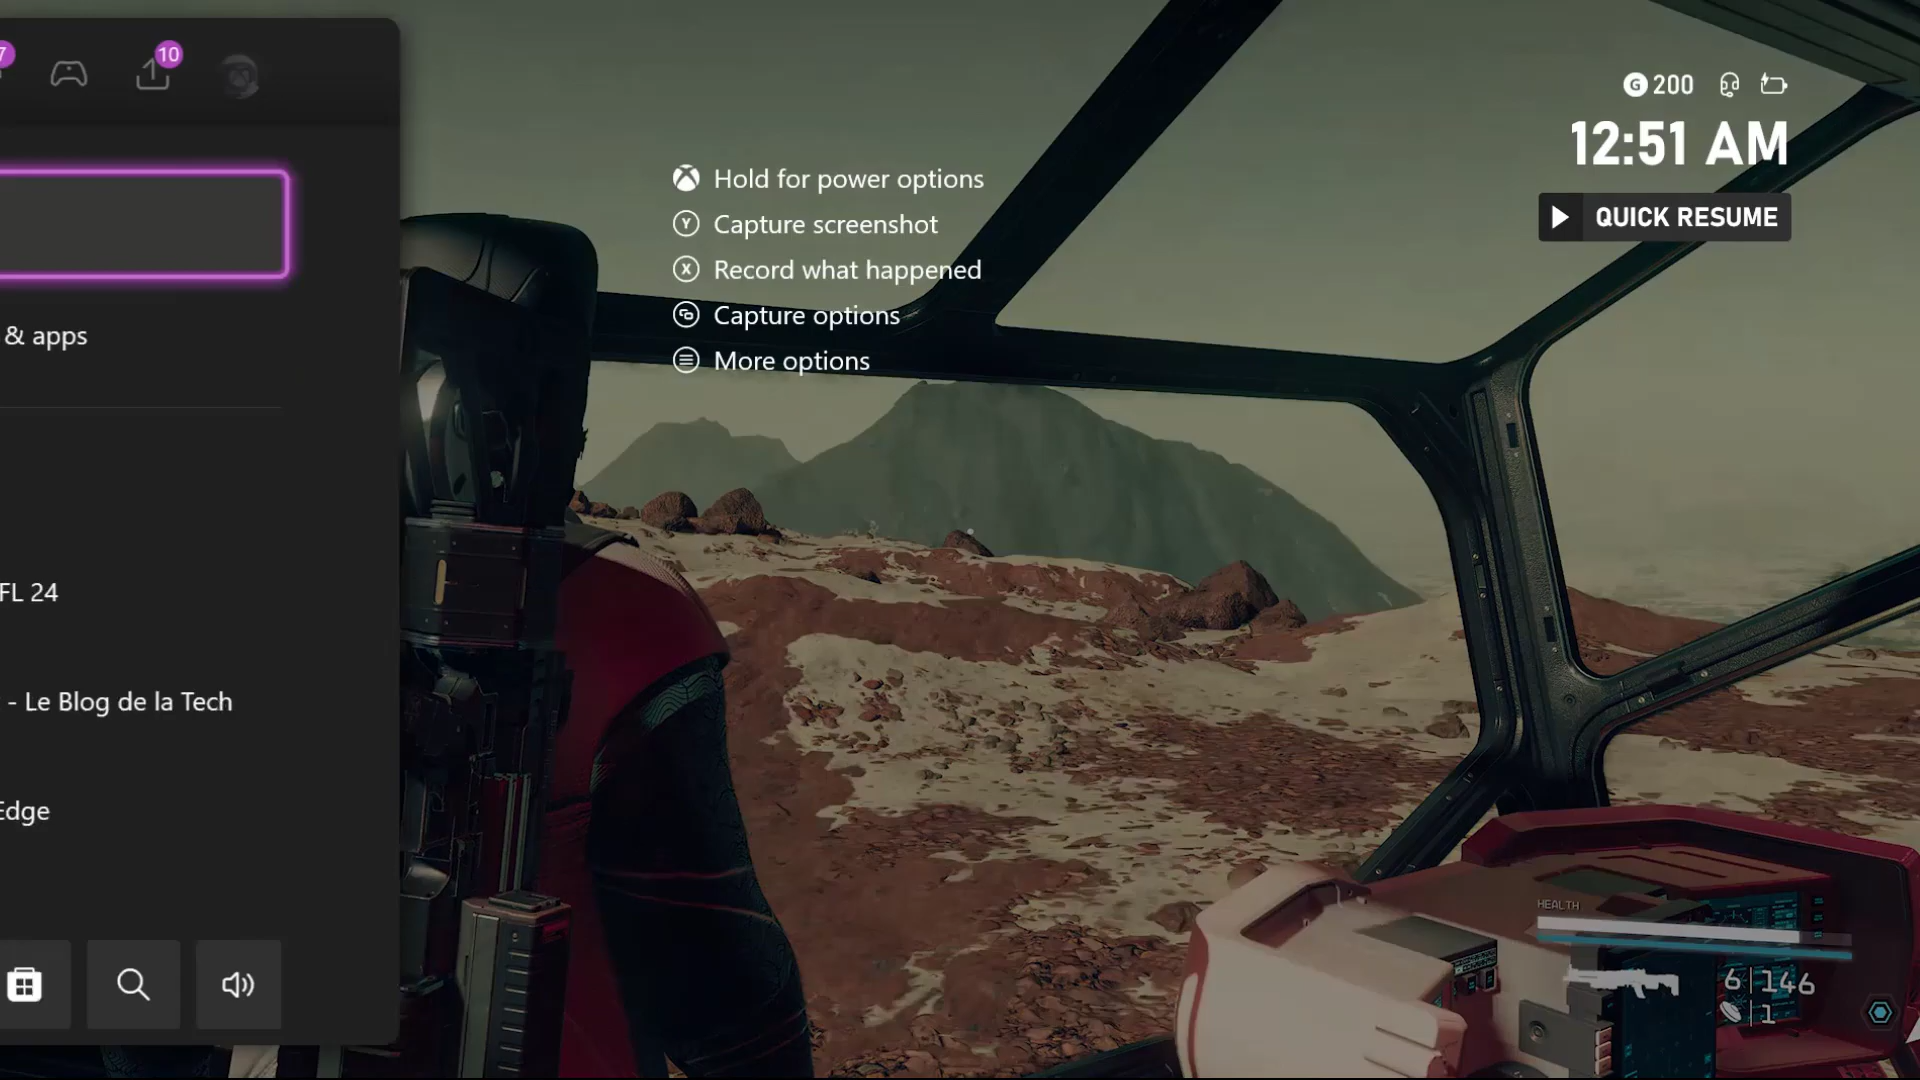 7
10
& apps
FL 24
- Le Blog de la Tech
Edge
Hold for power options
Y Capture screenshot
X Record what happened
Capture options
More options
G 200
12:51 AM
QUICK RESUME
HEALTH
6|146
|1